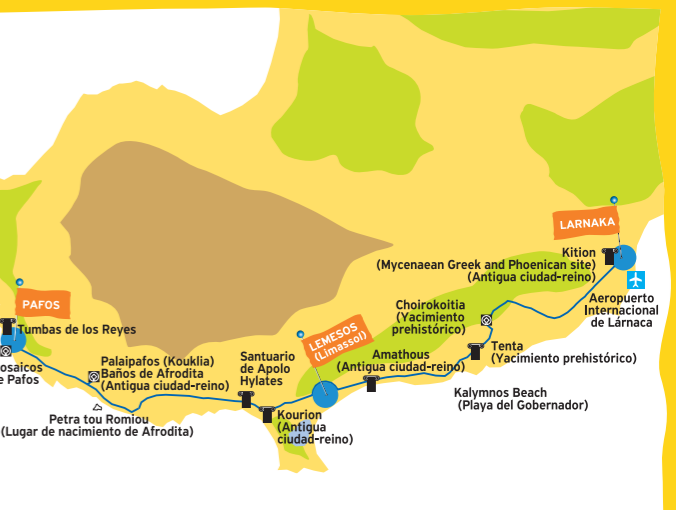 LARNAKA
Kition
(Mycenaean Greek and Phoenican site)
(Antigua ciudad-reino)
Aeropuerto
Internacional
de Lárnaca
PAFOS
Tumbas de los Reyes
osaicos
e Pafos
Choirokoitia
(Yacimiento
prehistórico)
LEMESOS
(Limassol)
Tenta
(Yacimiento prehistórico)
Amathous
(Antigua ciudad-reino)
Santuario
de Apolo
Hylates
Palaipafos (Kouklia)
Baños de Afrodita
(Antigua ciudad-reino)
Kalymnos Beach
(Playa del Gobernador)
Kourion
(Antigua
ciudad-reino)
Petra tou Romiou
(Lugar de nacimiento de Afrodita)